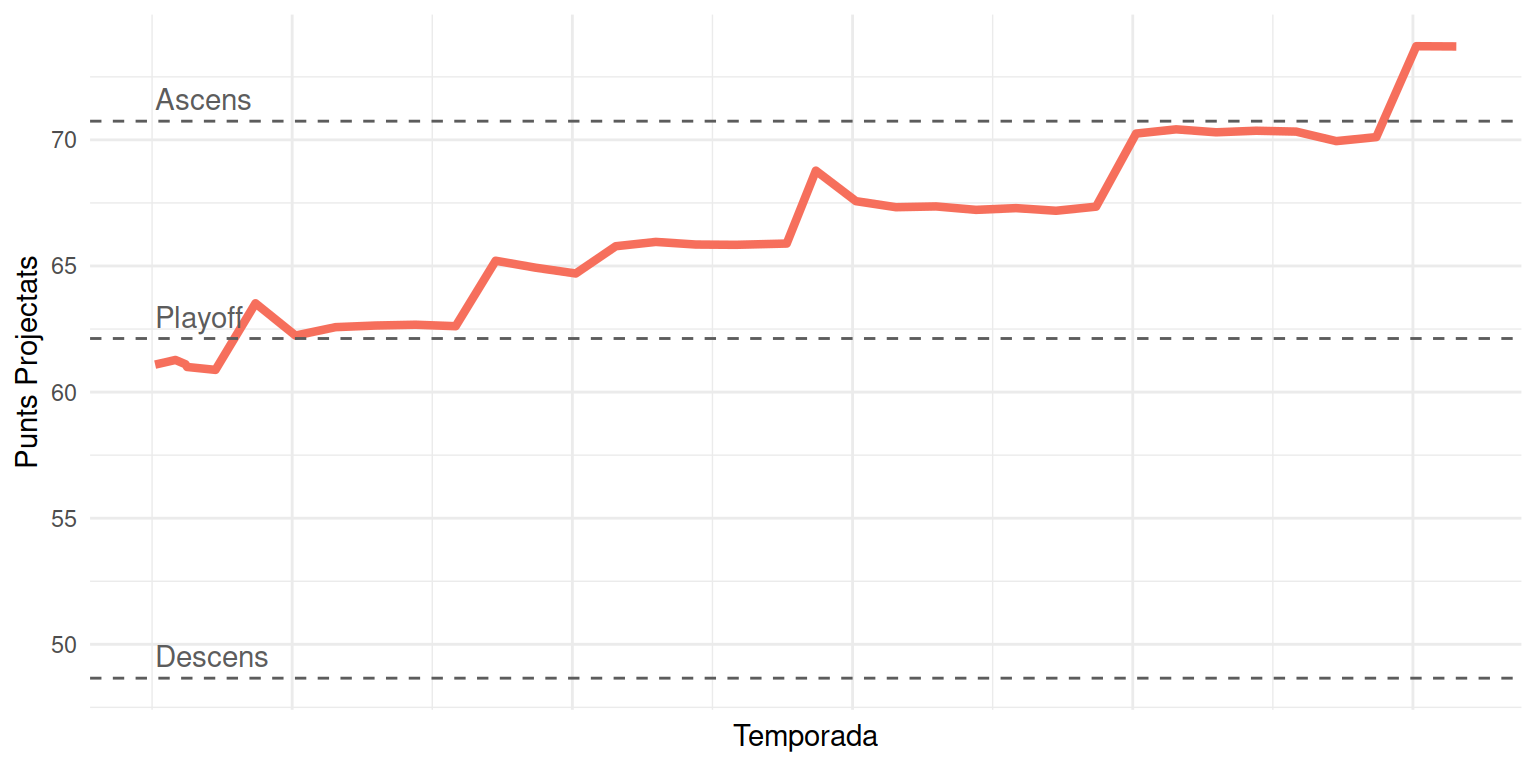 Ascens
70
65
Playoff
60
55
50
Descens
Punts Projectats
Temporada